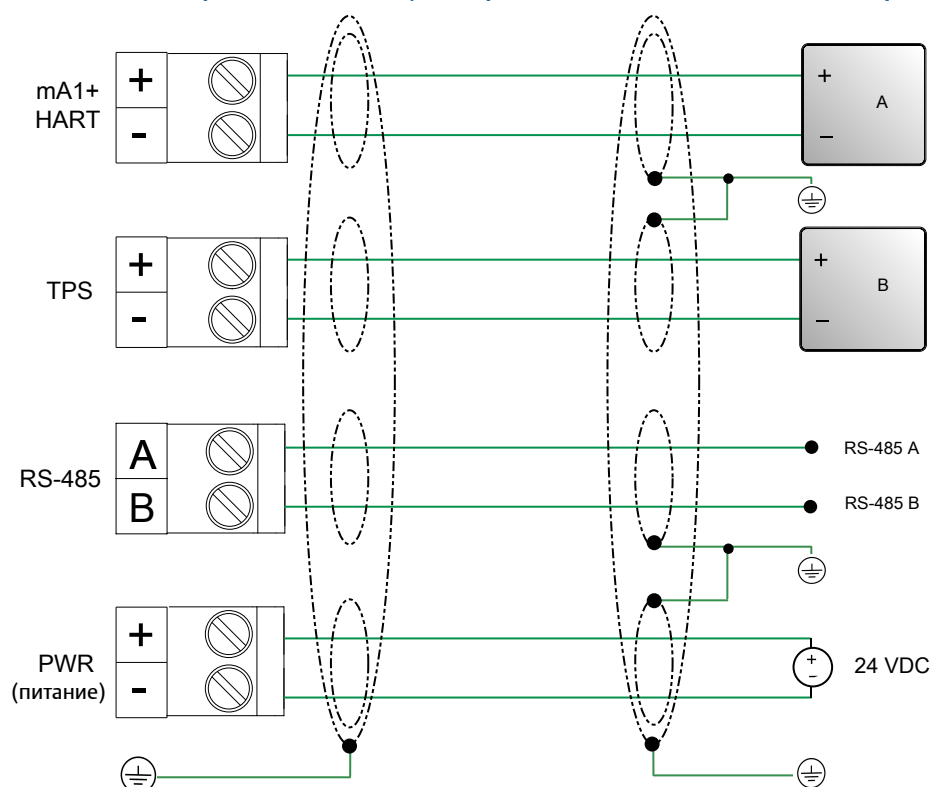 mA1+
HART
+
-
+
–
A
TPS
+
-
+
–
B
RS-485
A
B
RS-485 A
RS-485 B
PWR
(питание)
+
-
+
–
24 VDC